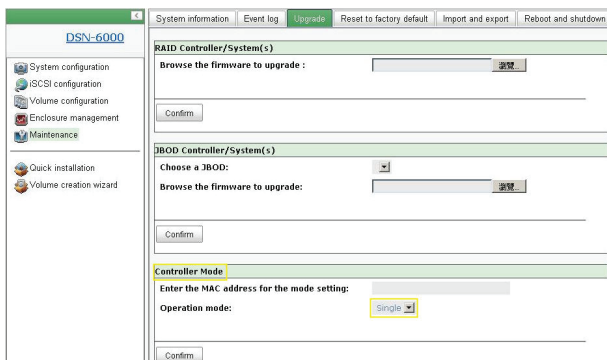 DSN-6000
System configuration
iSCSI configuration
Volume configuration
Enclosure management
Maintenance
Quick installation
Volume creation wizard
System information Event log Upgrade Reset to factory default Import and export Reboot and shutdown
RAID Controller/System(s)
Browse the firmware to upgrade : 瀏覽...
Confirm
JBOD Controller/System(s)
Choose a JBOD:
Browse the firmware to upgrade: 瀏覽...
Confirm
Controller Mode
Enter the MAC address for the mode setting:
Operation mode: Single
Confirm